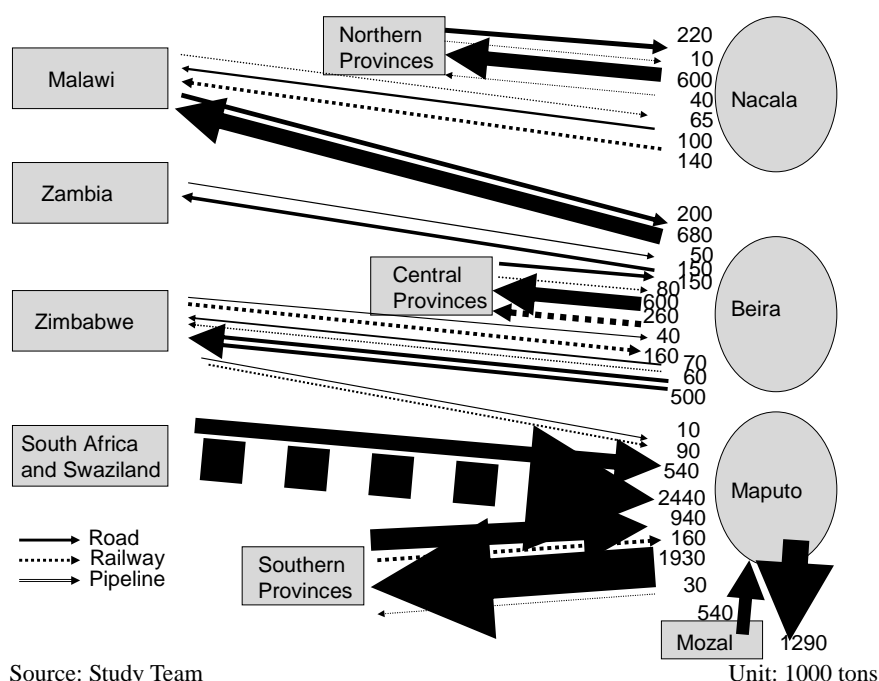 Northern
Provinces
220
10
600
40
65
100
140
Nacala
Malawi
Zambia
200
680
50
150
150
80
600
260
40
160
70
60
500
Central
Provinces
Beira
Zimbabwe
South Africa
and Swaziland
10
90
540
2440
940
160
1930
30
Maputo
Road
Railway
Pipeline
Southern
Provinces
540
Mozal
1290
Source: Study Team
Unit: 1000 tons